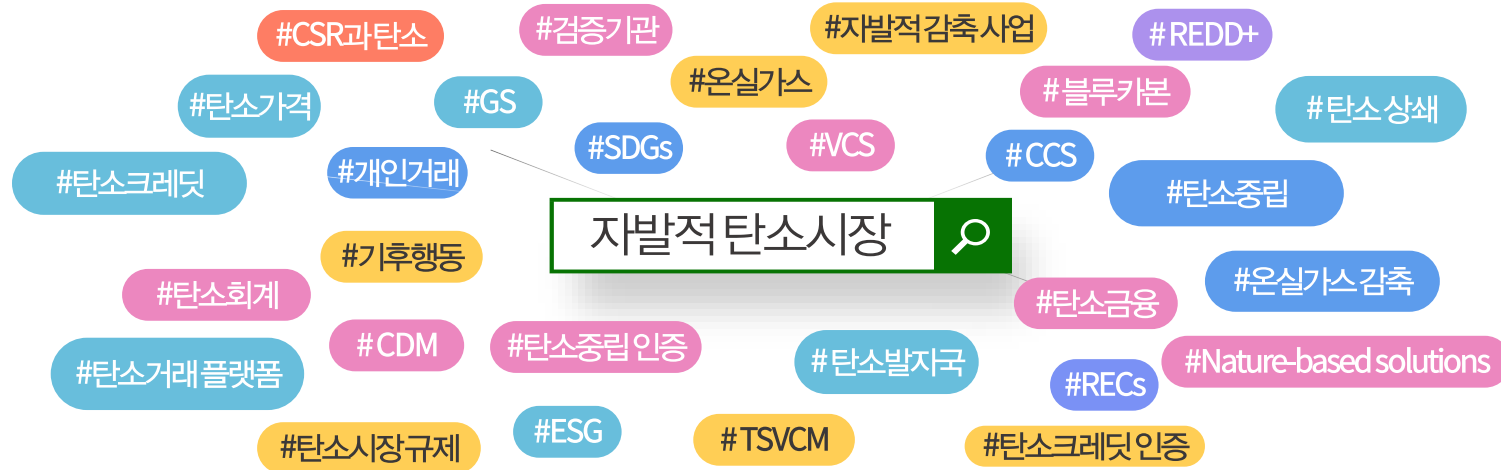 #CSR과 탄소
#검증기관
#자발적 감축 사업
# REDD+
#탄소가격
#GS
#온실가스
# 블루카본
# 탄소 상쇄
#SDGs
#VCS
# CCS
#탄소크레딧
#개인거래
#탄소중립
자발적 탄소시장
#기후행동
#온실가스 감축
#탄소회계
#탄소금융
# CDM
#탄소중립 인증
#탄소거래 플랫폼
# 탄소발자국
#Nature-based solutions
#RECs
#탄소시장 규제
#ESG
# TSVCM
#탄소크레딧 인증